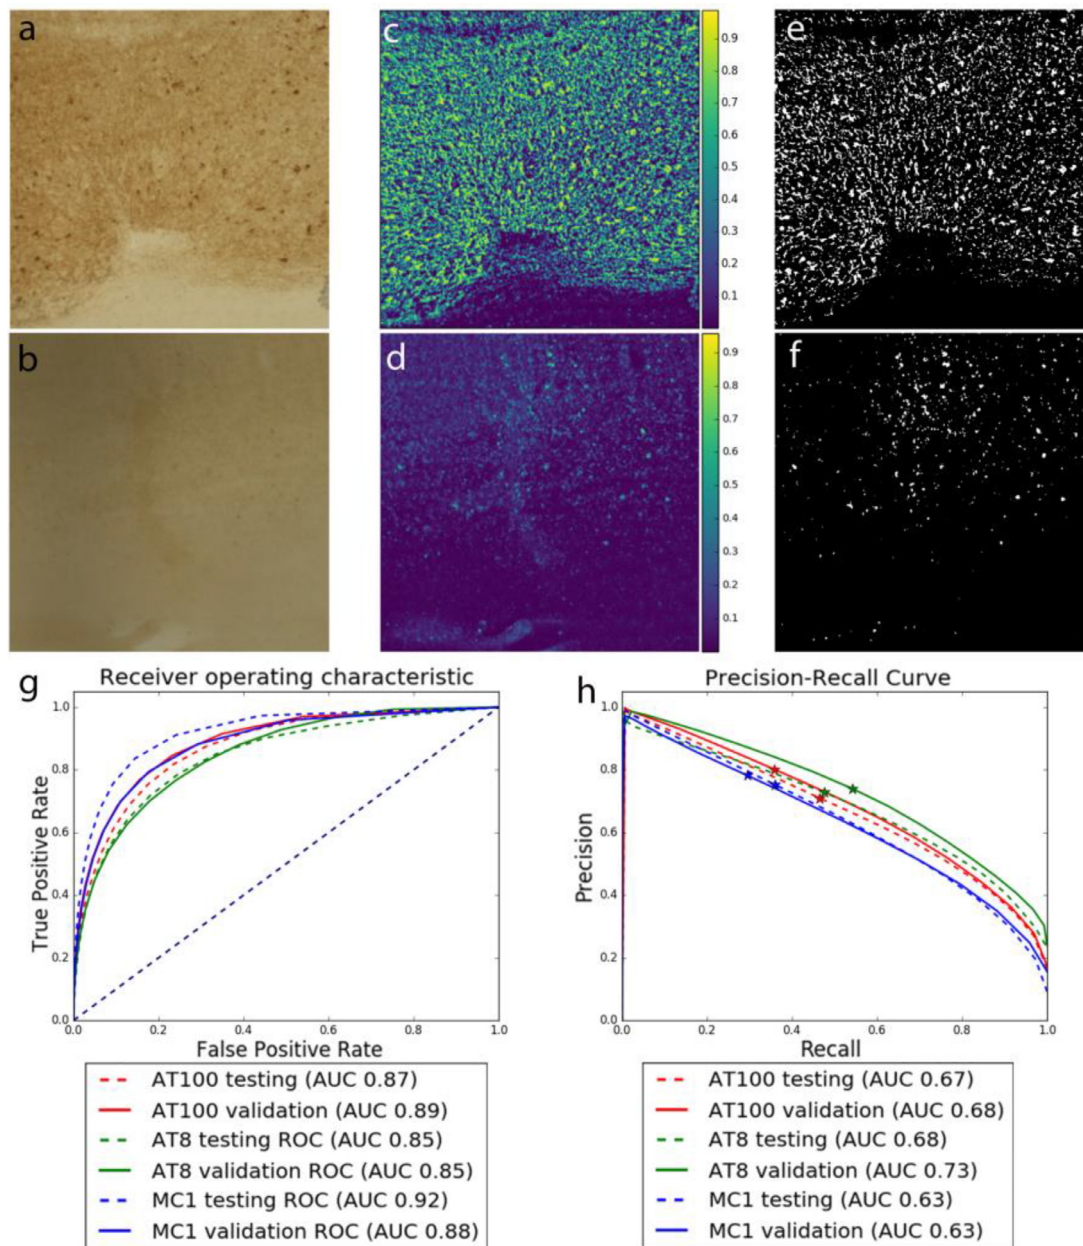 a
c
e
0.9
0.8
0.7
0.6
0.5
0.4
0.3
0.2
0.1
b
d
f
0.9
0.8
0.7
0.6
0.5
0.4
0.3
0.2
0.1
g
Receiver operating characteristic
1.0
0.8
0.6
0.4
0.2
0.0
True Positive Rate
0.0 0.2 0.4 0.6 0.8 1.0
False Positive Rate
AT100 testing (AUC 0.87)
AT100 validation (AUC 0.89)
AT8 testing ROC (AUC 0.85)
AT8 validation ROC (AUC 0.85)
MC1 testing ROC (AUC 0.92)
MC1 validation ROC (AUC 0.88)
h
Precision-Recall Curve
1.0
0.8
0.6
0.4
0.2
0.0
Precision
0.0 0.2 0.4 0.6 0.8 1.0
Recall
AT100 testing (AUC 0.67)
AT100 validation (AUC 0.68)
AT8 testing (AUC 0.68)
AT8 validation (AUC 0.73)
MC1 testing (AUC 0.63)
MC1 validation (AUC 0.63)